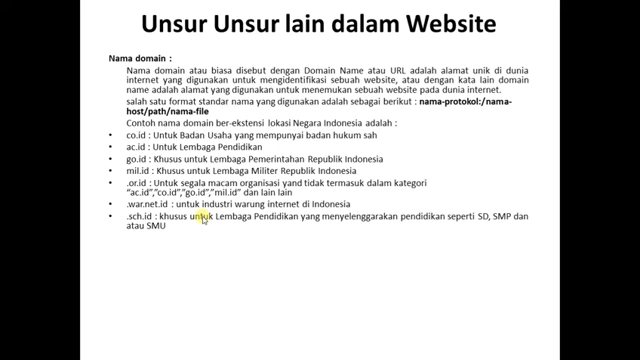 Unsur Unsur lain dalam Website
Nama domain :
Nama domain atau biasa disebut dengan Domain Name atau URL adalah alamat unik di dunia
internet yang digunakan untuk mengidentifikasi sebuah website, atau dengan kata lain domain
name adalah alamat yang digunakan untuk menemukan sebuah website pada dunia internet.
salah satu format standar nama yang digunakan adalah sebagai berikut : nama-protokol:/nama-
host/path/nama-file
Contoh nama domain ber-ekstensi lokasi Negara Indonesia adalah :
• co.id : Untuk Badan Usaha yang mempunyai badan hukum sah
• ac.id : Untuk Lembaga Pendidikan
• go.id : Khusus untuk Lembaga Pemerintahan Republik Indonesia
• mil.id : Khusus untuk Lembaga Militer Republik Indonesia
• .or.id : Untuk segala macam organisasi yand tidak termasuk dalam kategori
“ac.id”,”co.id”,”go.id”,”mil.id” dan lain lain
• .war.net.id : untuk industri warung internet di Indonesia
• .sch.id : khusus untuk Lembaga Pendidikan yang menyelenggarakan pendidikan seperti SD, SMP dan
atau SMU